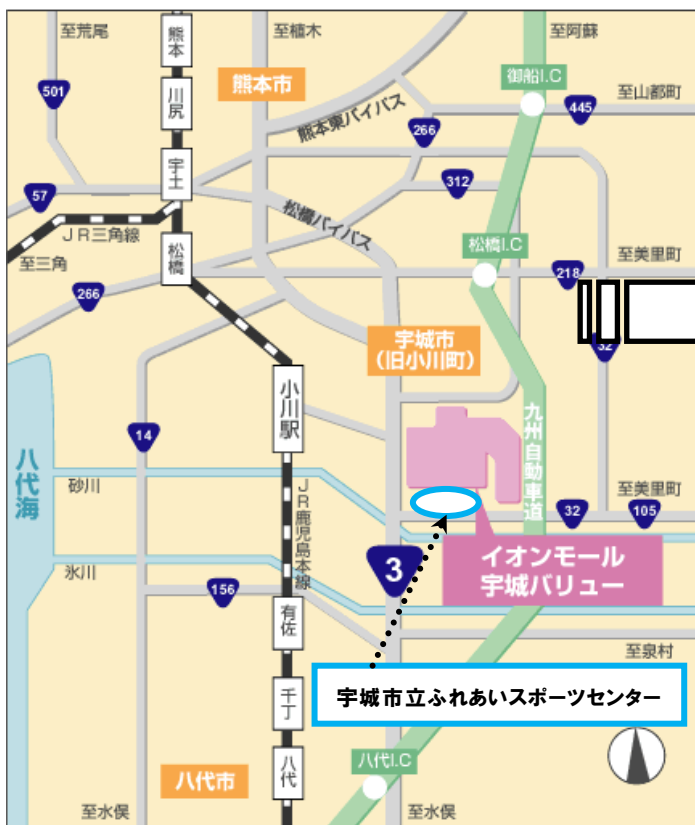 至荒尾
至植木
至阿蘇
熊本
熊本市
御船I.C
501
川尻
至山都町
445
熊本東バイパス
266
宇土
312
57
松橋バイパス
JR三角線
松橋
松橋I.C
至美里町
至三角
218
266
宇城市
(旧小川町)
32
小川駅
九州自動車道
14
八代海
砂川
JR鹿児島本線
至美里町
32
105
イオンモール
宇城バリュー
3
氷川
156
有佐
至泉村
宇城市立ふれあいスポーツセンター
千丁
八代I.C
八代
八代市
至水俣
至水俣